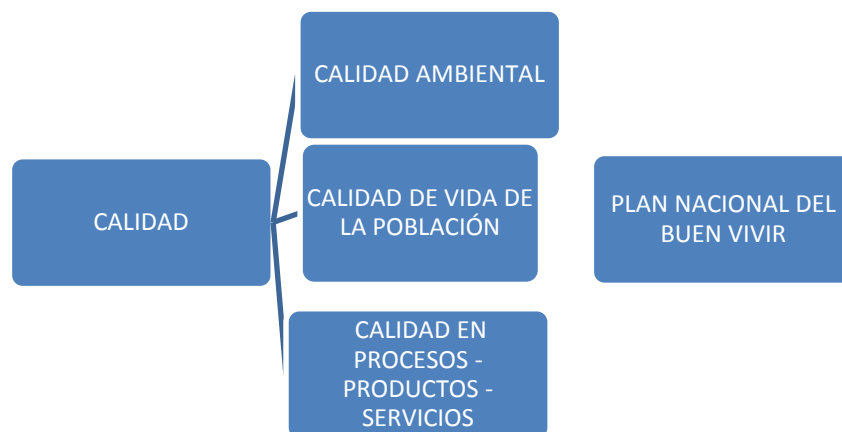 CALIDAD AMBIENTAL
CALIDAD
CALIDAD DE VIDA DE
LA POBLACIÓN
PLAN NACIONAL DEL
BUEN VIVIR
CALIDAD EN
PROCESOS -
PRODUCTOS -
SERVICIOS